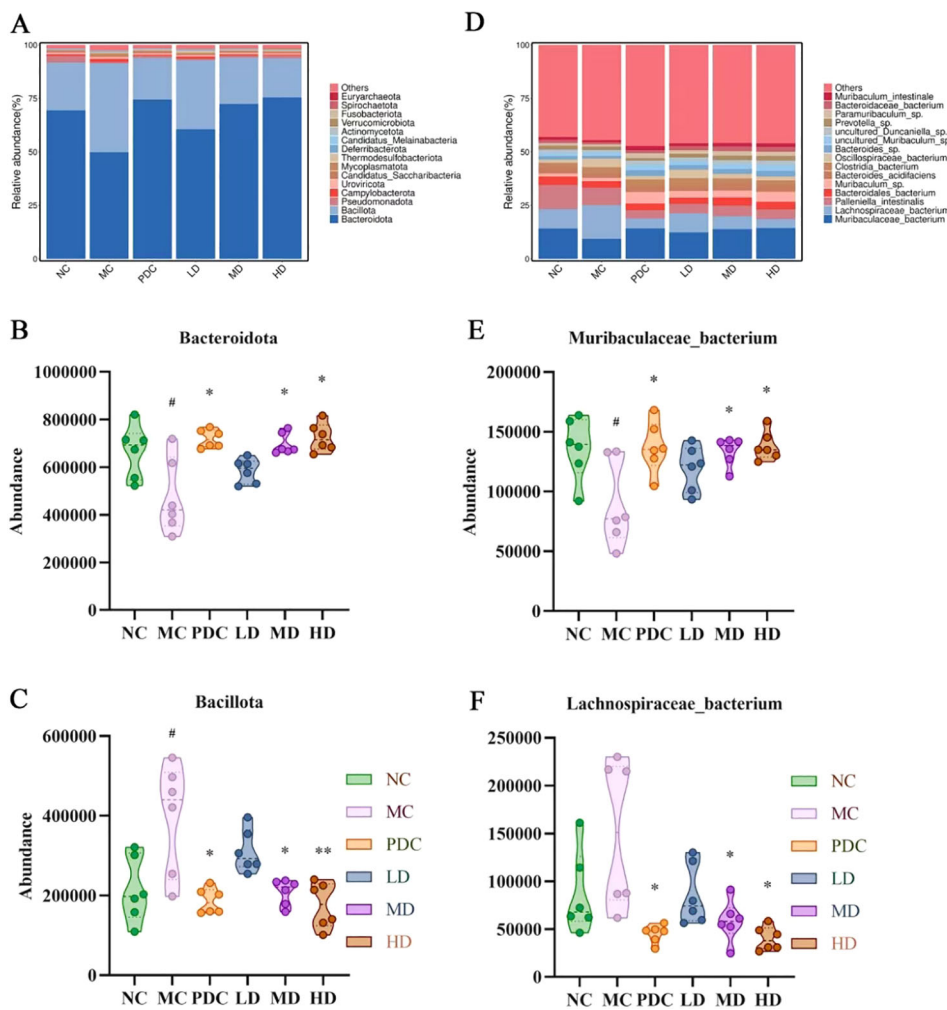 A
Relative abundance(%)
100
75
50
25
0
NC MC PDC LD MD HD
Others
Euryarchaeota
Spirochaetota
Fusobacteriota
Verrucomicrobiota
Actinomycetota
Candidatus_Melainabacteria
Deferribacterota
Thermodesulfobacteriota
Mycoplasmatota
Candidatus_Saccharibacteria
Uroviricota
Campylobacterota
Pseudomonadota
Bacillota
Bacteroidota
D
Relative abundance(%)
100
75
50
25
0
NC MC PDC LD MD HD
Others
Muribaculum_intestinale
Bacteroidaceae_bacterium
Paramuribaculum_sp.
Prevotella_sp.
uncultured_Duncaniella_sp.
uncultured_Muribaculum_sp
Bacteroides_sp.
Oscillospiraceae_bacterium
Clostridia_bacterium
Bacteroides_acidifaciens
Muribaculum_sp.
Bacteroidales_bacterium
Palleniella_intestinalis
Lachnospiraceae_bacterium
Muribaculaceae_bacterium
B
Bacteroidota
Abundance
1000000
800000
600000
400000
200000
0
# * * *
NC MC PDC LD MD HD
E
Muribaculaceae_bacterium
Abundance
200000
150000
100000
50000
0
# * * *
NC MC PDC LD MD HD
C
Bacillota
Abundance
600000
400000
200000
0
# * * **
NC MC PDC LD MD HD
NC
MC
PDC
LD
MD
HD
F
Lachnospiraceae_bacterium
Abundance
250000
200000
150000
100000
50000
0
* * *
NC MC PDC LD MD HD
NC
MC
PDC
LD
MD
HD